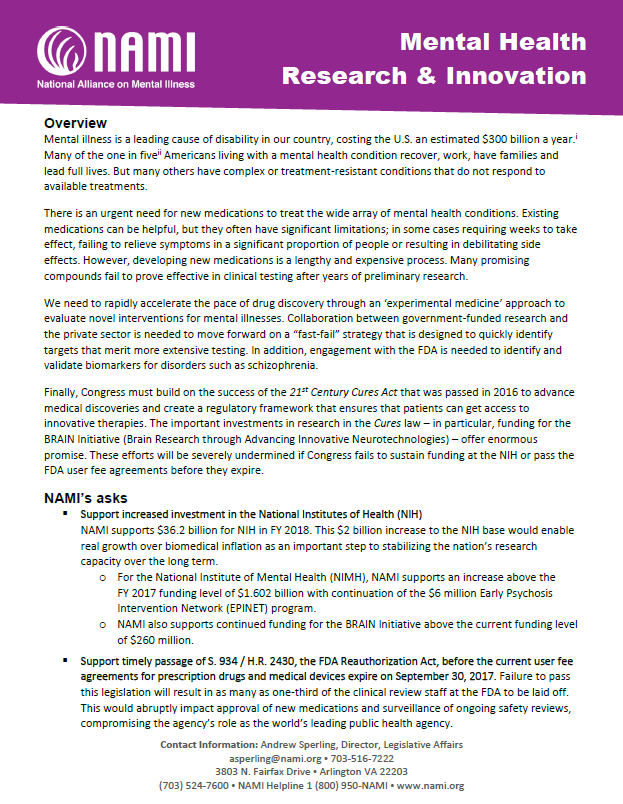 NAMI
National Alliance on Mental Illness
Mental Health
Research & Innovation
Overview
Mental illness is a leading cause of disability in our country, costing the U.S. an estimated $300 billion a year.i
Many of the one in fiveii Americans living with a mental health condition recover, work, have families and
lead full lives. But many others have complex or treatment-resistant conditions that do not respond to
available treatments.
There is an urgent need for new medications to treat the wide array of mental health conditions. Existing
medications can be helpful, but they often have significant limitations; in some cases requiring weeks to take
effect, failing to relieve symptoms in a significant proportion of people or resulting in debilitating side
effects. However, developing new medications is a lengthy and expensive process. Many promising
compounds fail to prove effective in clinical testing after years of preliminary research.
We need to rapidly accelerate the pace of drug discovery through an ‘experimental medicine’ approach to
evaluate novel interventions for mental illnesses. Collaboration between government-funded research and
the private sector is needed to move forward on a “fast-fail” strategy that is designed to quickly identify
targets that merit more extensive testing. In addition, engagement with the FDA is needed to identify and
validate biomarkers for disorders such as schizophrenia.
Finally, Congress must build on the success of the 21st Century Cures Act that was passed in 2016 to advance
medical discoveries and create a regulatory framework that ensures that patients can get access to
innovative therapies. The important investments in research in the Cures law – in particular, funding for the
BRAIN Initiative (Brain Research through Advancing Innovative Neurotechnologies) – offer enormous
promise. These efforts will be severely undermined if Congress fails to sustain funding at the NIH or pass the
FDA user fee agreements before they expire.
NAMI’s asks
▪ Support increased investment in the National Institutes of Health (NIH)
NAMI supports $36.2 billion for NIH in FY 2018. This $2 billion increase to the NIH base would enable
real growth over biomedical inflation as an important step to stabilizing the nation’s research
capacity over the long term.
o For the National Institute of Mental Health (NIMH), NAMI supports an increase above the
FY 2017 funding level of $1.602 billion with continuation of the $6 million Early Psychosis
Intervention Network (EPINET) program.
o NAMI also supports continued funding for the BRAIN Initiative above the current funding level
of $260 million.
▪ Support timely passage of S. 934 / H.R. 2430, the FDA Reauthorization Act, before the current user fee
agreements for prescription drugs and medical devices expire on September 30, 2017. Failure to pass
this legislation will result in as many as one-third of the clinical review staff at the FDA to be laid off.
This would abruptly impact approval of new medications and surveillance of ongoing safety reviews,
compromising the agency’s role as the world’s leading public health agency.
Contact Information: Andrew Sperling, Director, Legislative Affairs
asperling@nami.org • 703-516-7222
3803 N. Fairfax Drive • Arlington VA 22203
(703) 524-7600 • NAMI Helpline 1 (800) 950-NAMI • www.nami.org